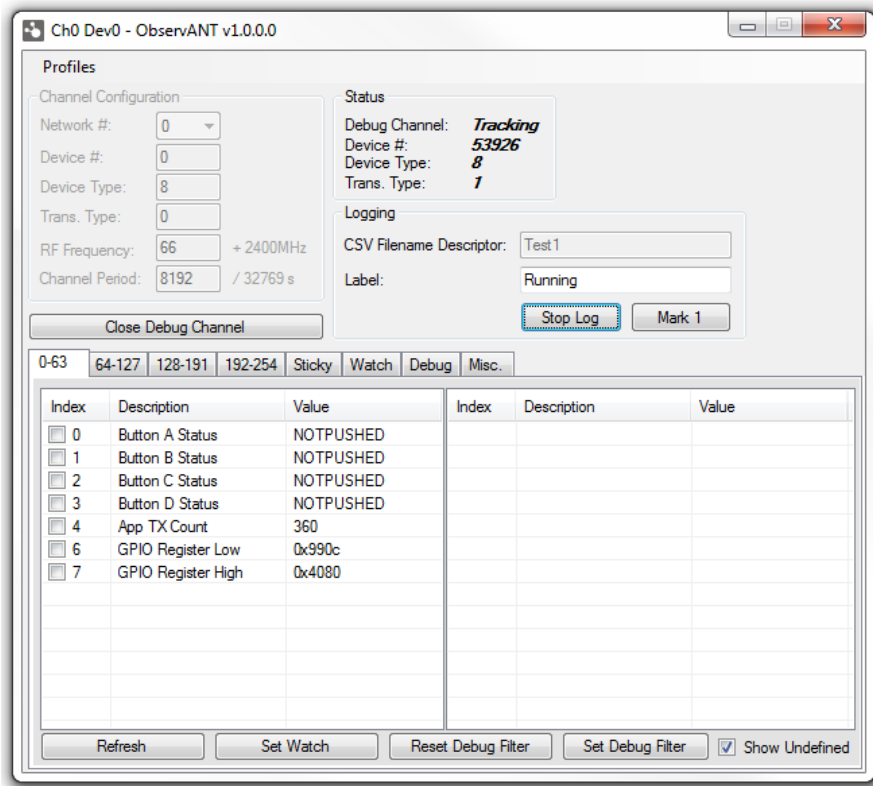 Ch0 Dev0 - ObservANT v1.0.0.0
Profiles
Channel Configuration
Network #: 0
Device #: 0
Device Type: 8
Trans. Type: 0
RF Frequency: 66 + 2400MHz
Channel Period: 8192 / 32769 s
Close Debug Channel
Status
Debug Channel: Tracking
Device #: 53926
Device Type: 8
Trans. Type: 1
Logging
CSV Filename Descriptor: Test1
Label: Running
Stop Log Mark 1
0-63 64-127 128-191 192-254 Sticky Watch Debug Misc.
Index Description Value Index Description Value
0 Button A Status NOTPUSHED
1 Button B Status NOTPUSHED
2 Button C Status NOTPUSHED
3 Button D Status NOTPUSHED
4 App TX Count 360
6 GPIO Register Low 0x990c
7 GPIO Register High 0x4080
Refresh Set Watch Reset Debug Filter Set Debug Filter Show Undefined